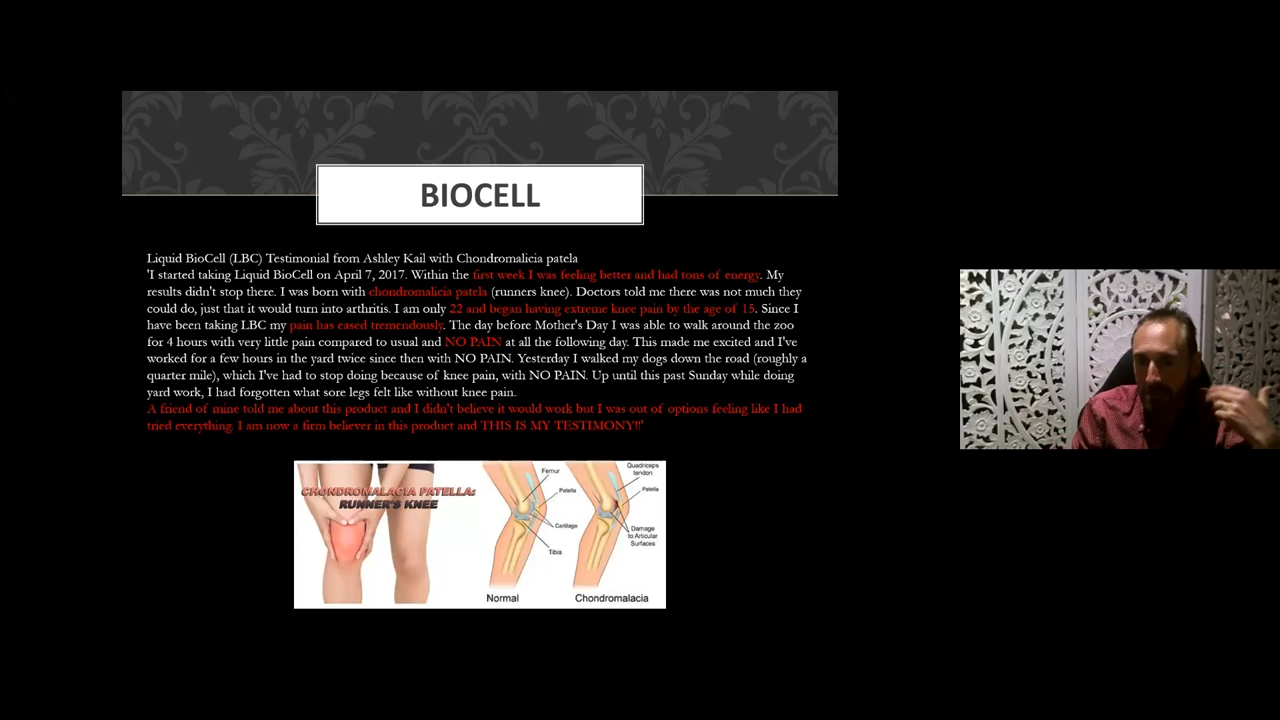 BIOCELL
Liquid BioCell (LBC) Testimonial from Ashley Kail with Chondromalicia patela
'I started taking Liquid BioCell on April 7, 2017. Within the first week I was feeling better and had tons of energy. My
results didn't stop there. I was born with chondromalicia patela (runners knee). Doctors told me there was not much they
could do, just that it would turn into arthritis. I am only 22 and began having extreme knee pain by the age of 15. Since I
have been taking LBC my pain has eased tremendously. The day before Mother's Day I was able to walk around the zoo
for 4 hours with very little pain compared to usual and NO PAIN at all the following day. This made me excited and I've
worked for a few hours in the yard twice since then with NO PAIN. Yesterday I walked my dogs down the road (roughly a
quarter mile), which I've had to stop doing because of knee pain, with NO PAIN. Up until this past Sunday while doing
yard work, I had forgotten what sore legs felt like without knee pain.
A friend of mine told me about this product and I didn't believe it would work but I was out of options feeling like I had
tried everything. I am now a firm believer in this product and THIS IS MY TESTIMONY!!'
CHONDROMALACIA PATELLA:
RUNNER'S KNEE
Femur
Patella
Cartilage
Tibia
Normal
Quadriceps
tendon
Patella
Damage
to Articular
Surfaces
Chondromalacia